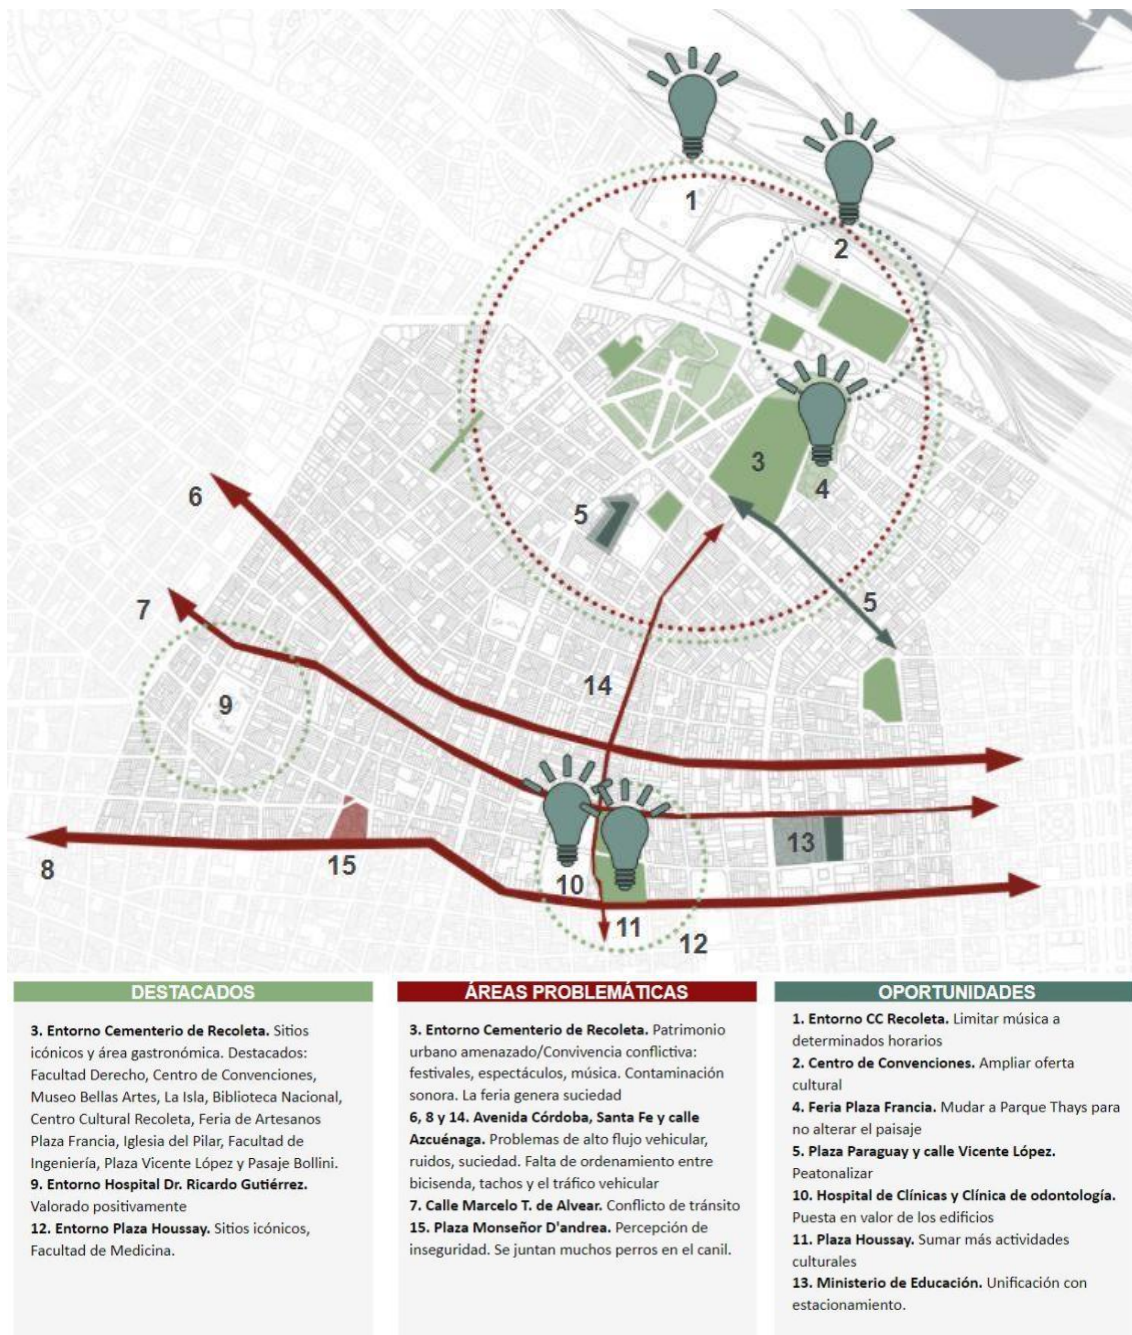 1
2
3
4
5
6
5
7
14
9
13
15
10
8
11
12
DESTACADOS
3. Entorno Cementerio de Recoleta. Sitios
icónicos y área gastronómica. Destacados:
Facultad Derecho, Centro de Convenciones,
Museo Bellas Artes, La Isla, Biblioteca Nacional,
Centro Cultural Recoleta, Feria de Artesanos
Plaza Francia, Iglesia del Pilar, Facultad de
Ingeniería, Plaza Vicente López y Pasaje Bollini.
9. Entorno Hospital Dr. Ricardo Gutiérrez.
Valorado positivamente
12. Entorno Plaza Houssay. Sitios icónicos,
Facultad de Medicina.
ÁREAS PROBLEMÁTICAS
3. Entorno Cementerio de Recoleta. Patrimonio
urbano amenazado/Convivencia conflictiva:
festivales, espectáculos, música. Contaminación
sonora. La feria genera suciedad
6, 8 y 14. Avenida Córdoba, Santa Fe y calle
Azcuénaga. Problemas de alto flujo vehicular,
ruidos, suciedad. Falta de ordenamiento entre
bicisenda, tachos y el tráfico vehicular
7. Calle Marcelo T. de Alvear. Conflicto de tránsito
15. Plaza Monseñor D'andrea. Percepción de
inseguridad. Se juntan muchos perros en el canil.
OPORTUNIDADES
1. Entorno CC Recoleta. Limitar música a
determinados horarios
2. Centro de Convenciones. Ampliar oferta
cultural
4. Feria Plaza Francia. Mudar a Parque Thays para
no alterar el paisaje
5. Plaza Paraguay y calle Vicente López.
Peatonalizar
10. Hospital de Clínicas y Clínica de odontología.
Puesta en valor de los edificios
11. Plaza Houssay. Sumar más actividades
culturales
13. Ministerio de Educación. Unificación con
estacionamiento.